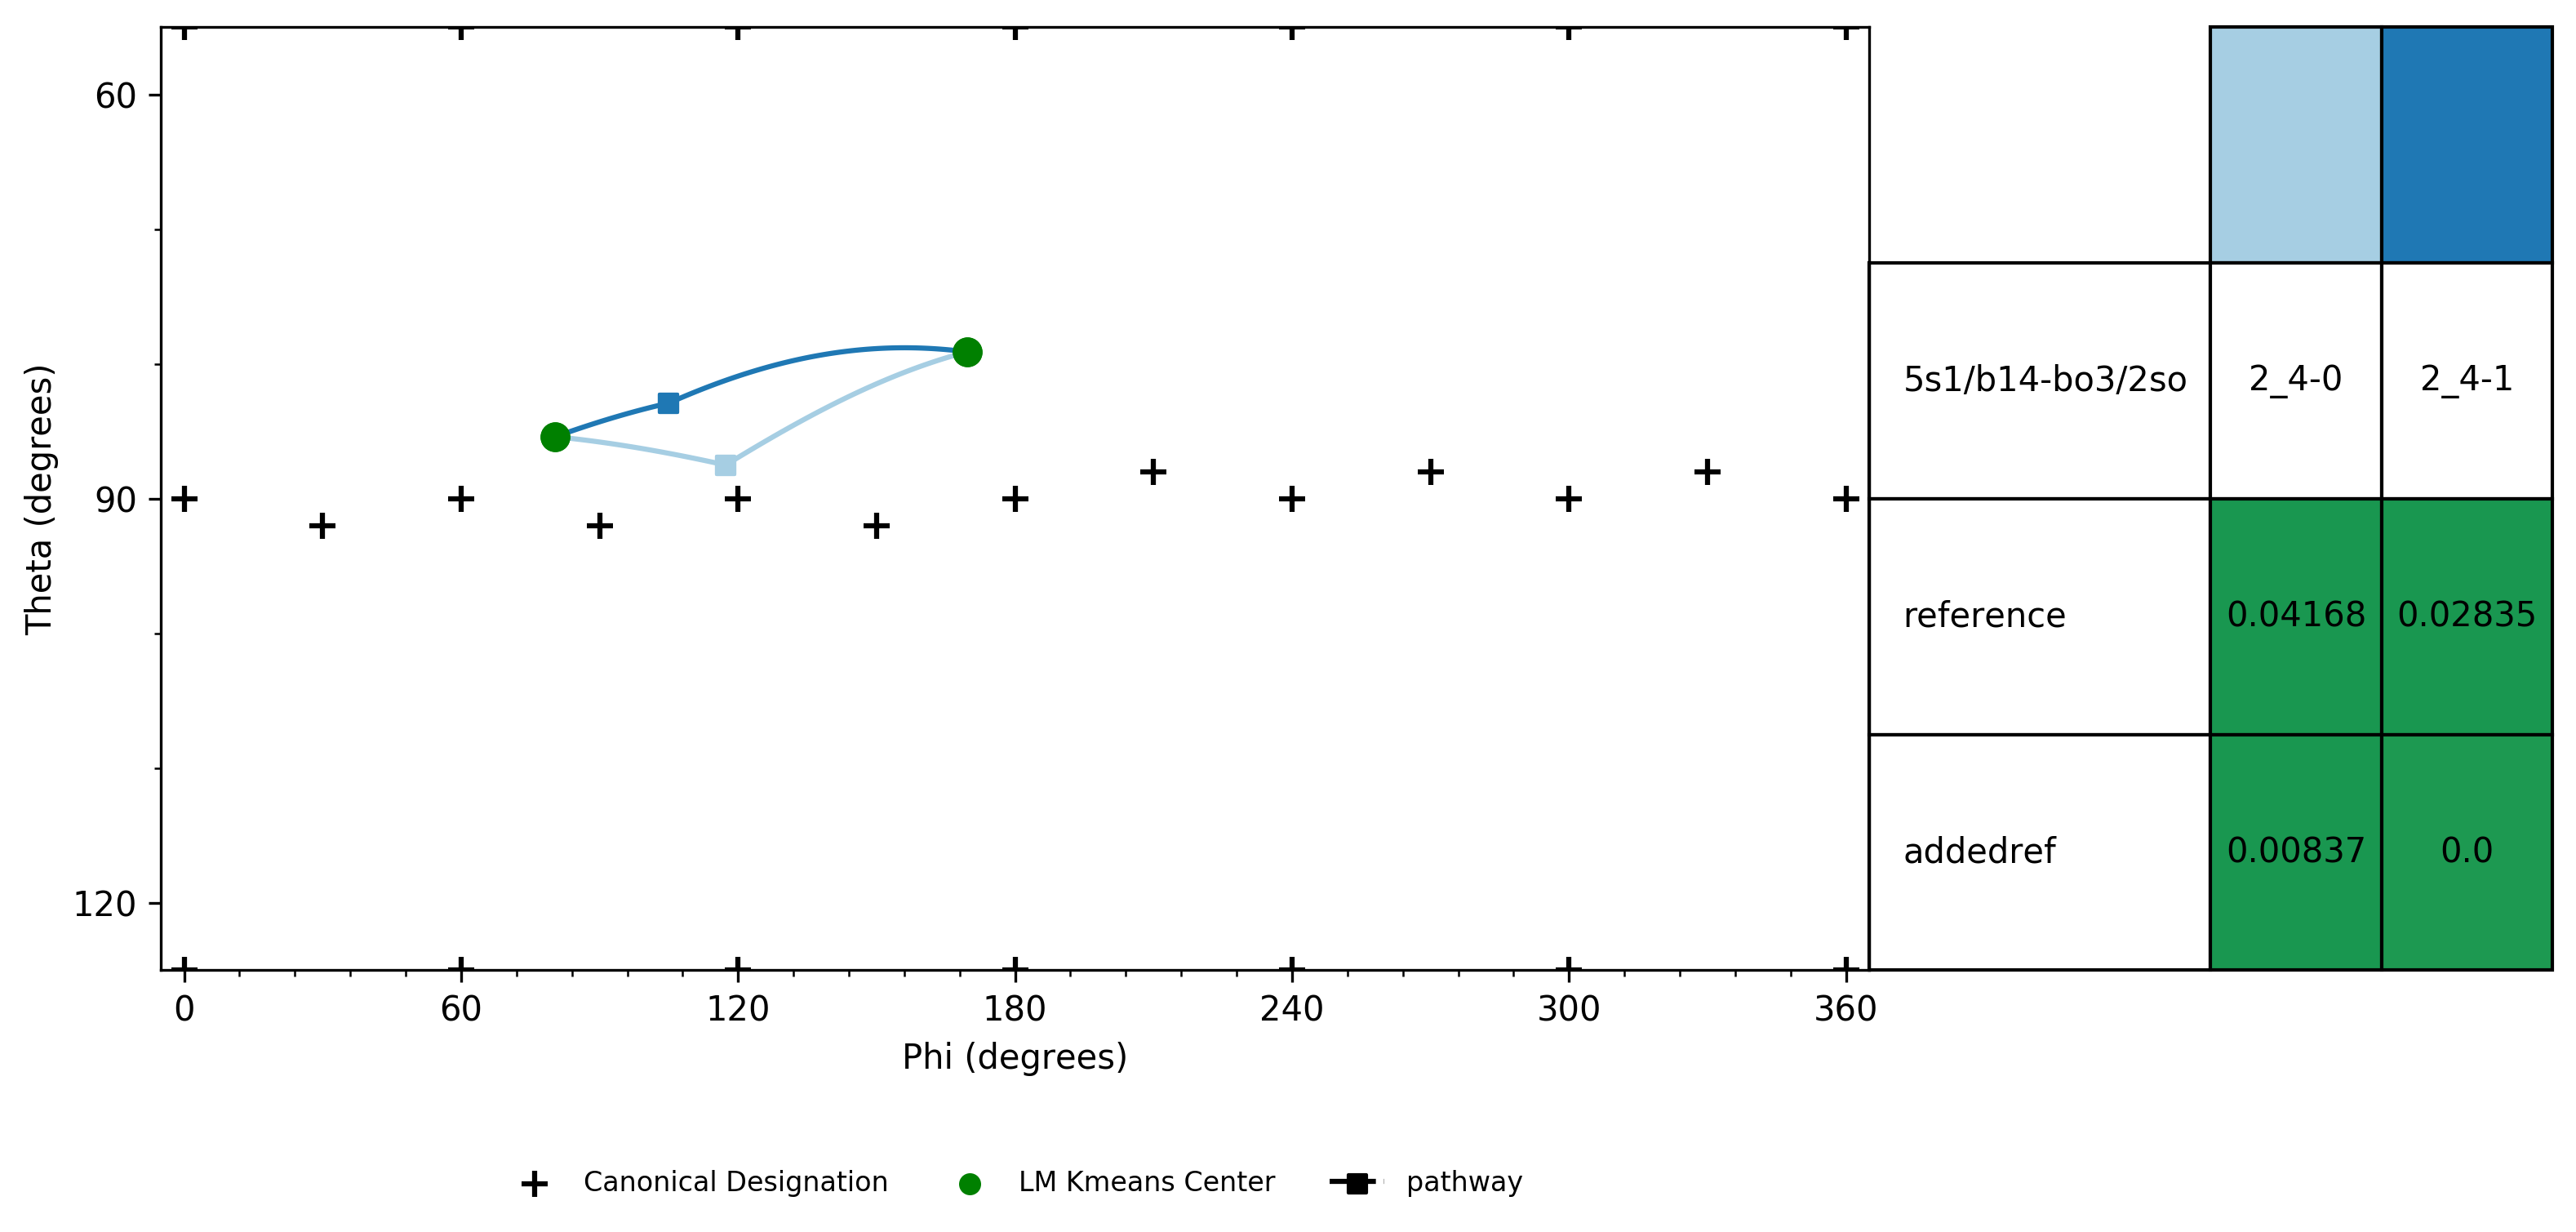 60
90
120
Theta (degrees)
0 60 120 180 240 300 360
Phi (degrees)
5s1/b14-bo3/2so 2_4-0 2_4-1
reference 0.04168 0.02835
addedref 0.00837 0.0
Canonical Designation LM Kmeans Center pathway